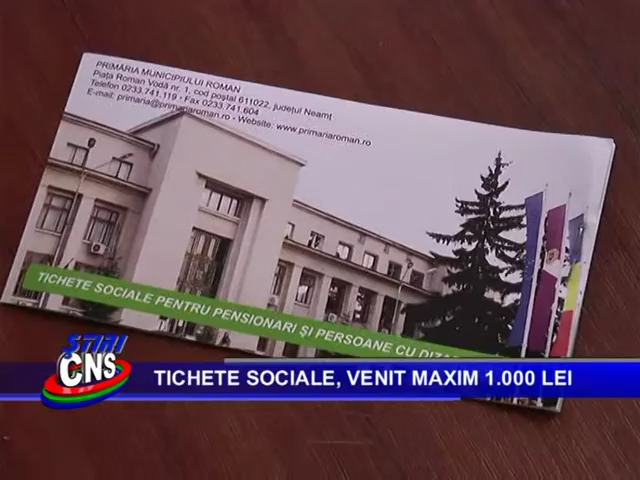 PRIMĂRIA MUNICIPIULUI ROMAN
Piața Roman Vodă nr. 1, cod poștal 611022, județul Neamț
Telefon 0233.741.119 • Fax 0233.741.604
E-mail: primaria@primariaroman.ro • Website: www.primariaroman.ro
TICHETE SOCIALE PENTRU PENSIONARI ȘI PERSOANE CU
ȘTIRI
CNS
TICHETE SOCIALE, VENIT MAXIM 1.000 LEI